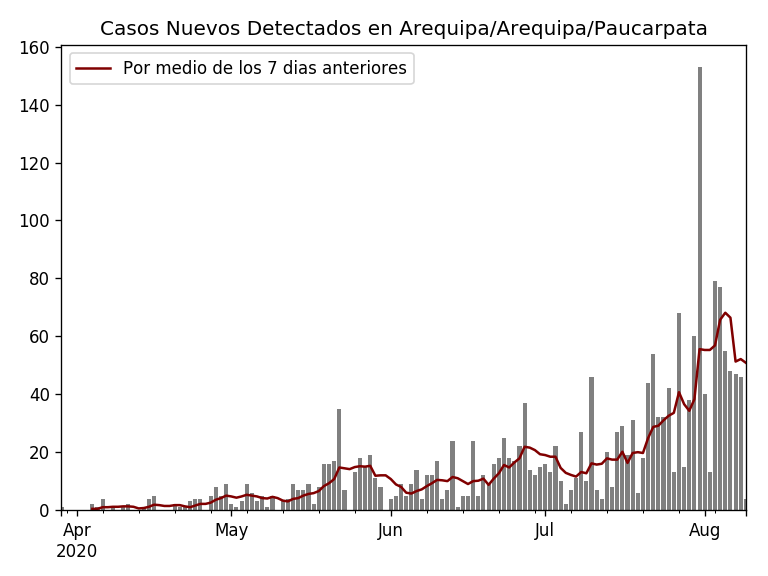 Casos Nuevos Detectados en Arequipa/Arequipa/Paucarpata
Por medio de los 7 dias anteriores
160
140
120
100
80
60
40
20
0
Apr
2020
May
Jun
Jul
Aug